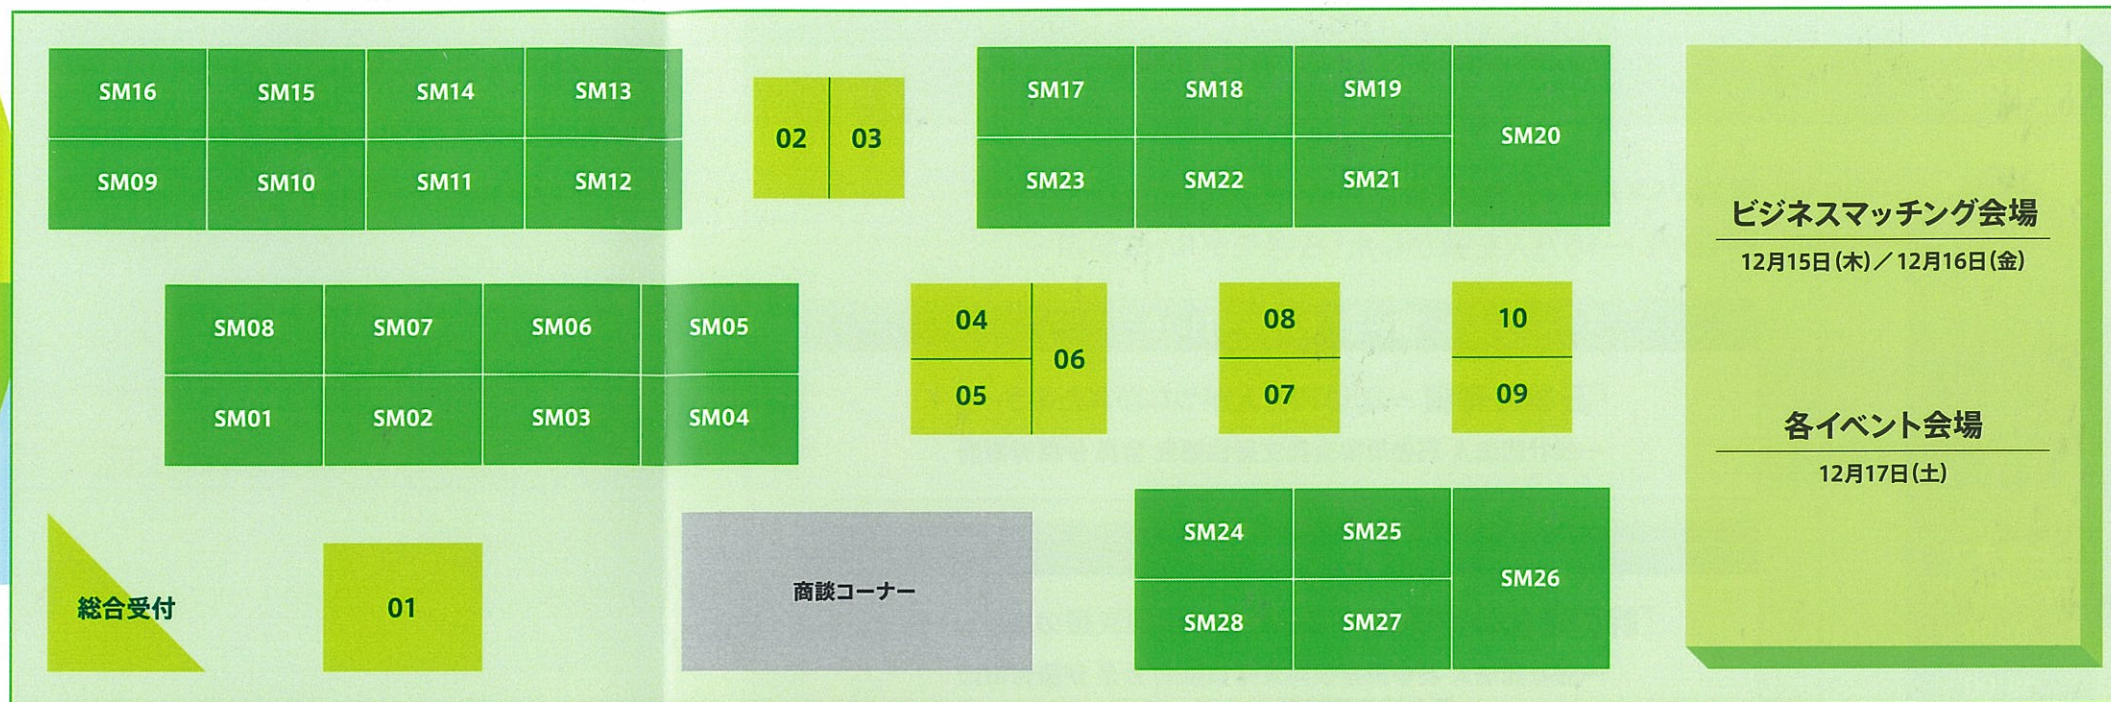 SM16 SM15 SM14 SM13
SM09 SM10 SM11 SM12
02 03
SM17 SM18 SM19
SM20
SM23 SM22 SM21
ビジネスマッチング会場
12月15日(木)／12月16日(金)
SM08 SM07 SM06 SM05
SM01 SM02 SM03 SM04
04
06
05
08
07
10
09
各イベント会場
12月17日(土)
総合受付
01
商談コーナー
SM24 SM25
SM26
SM28 SM27